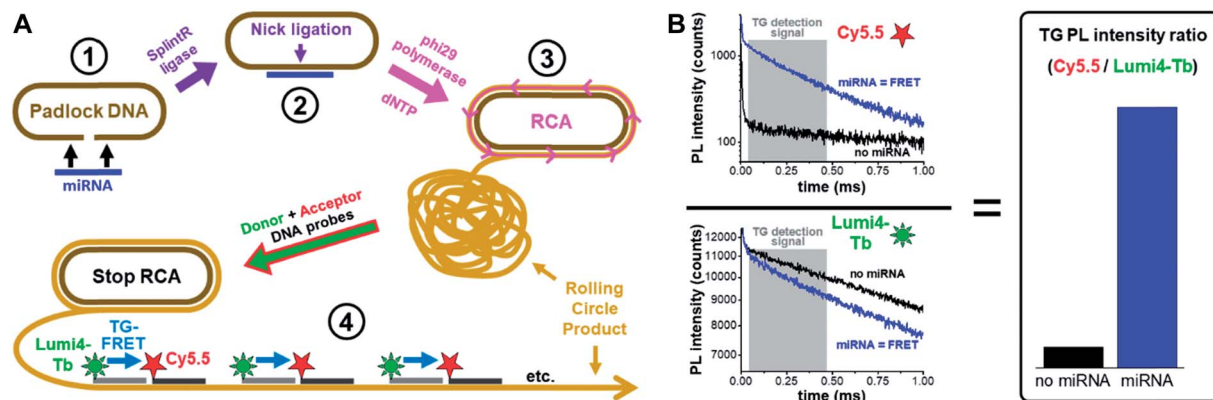 A
1
Padlock DNA
miRNA
SplintR
ligase
Nick ligation
2
phi29
polymerase
dNTP
3
RCA
Donor + Acceptor
DNA probes
Stop RCA
Rolling
Circle
Product
4
Lumi4-
Tb
TG-
FRET
Cy5.5
etc.
B
PL intensity (counts)
1000
100
TG detection
signal
Cy5.5
miRNA = FRET
no miRNA
0.00 0.25 0.50 0.75 1.00
time (ms)
PL intensity (counts)
12000
11000
10000
9000
8000
7000
TG detection
signal
Lumi4-
Tb
no miRNA
miRNA = FRET
0.00 0.25 0.50 0.75 1.00
time (ms)
=
TG PL intensity ratio
(Cy5.5 / Lumi4-Tb)
no miRNA miRNA